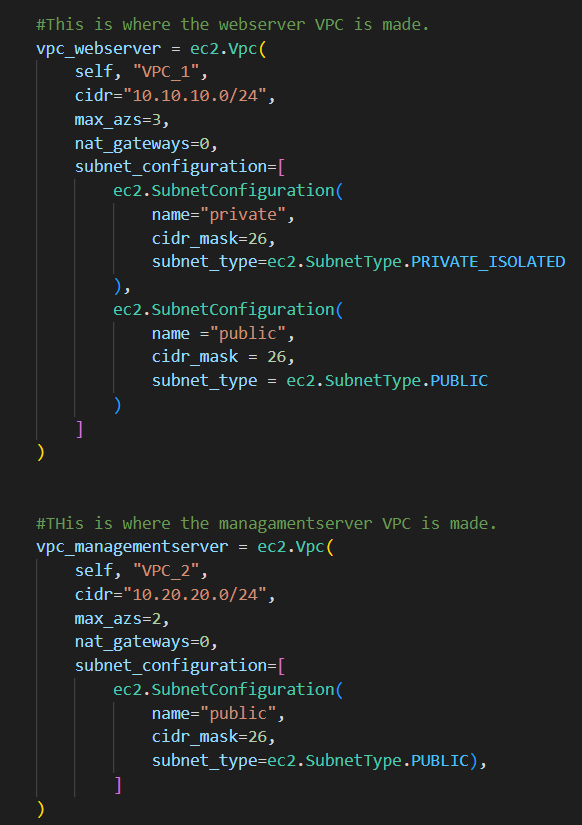 #This is where the webserver VPC is made.
vpc_webserver = ec2.Vpc(
    self, "VPC_1",
    cidr="10.10.10.0/24",
    max_azs=3,
    nat_gateways=0,
    subnet_configuration=[
        ec2.SubnetConfiguration(
            name="private",
            cidr_mask=26,
            subnet_type=ec2.SubnetType.PRIVATE_ISOLATED
        ),
        ec2.SubnetConfiguration(
            name ="public",
            cidr_mask = 26,
            subnet_type = ec2.SubnetType.PUBLIC
        )
    ]
)
#THis is where the managamentserver VPC is made.
vpc_managementserver = ec2.Vpc(
    self, "VPC_2",
    cidr="10.20.20.0/24",
    max_azs=2,
    nat_gateways=0,
    subnet_configuration=[
        ec2.SubnetConfiguration(
            name="public",
            cidr_mask=26,
            subnet_type=ec2.SubnetType.PUBLIC),
        ]
)